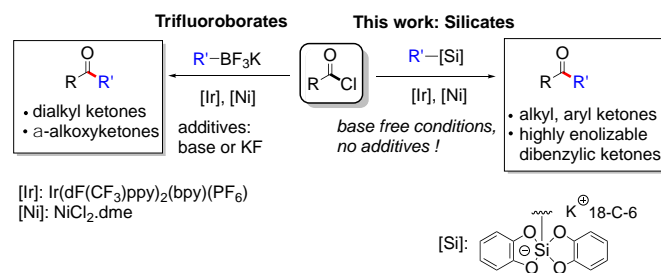 Trifluoroborates
This work: Silicates
O
R R'
• dialkyl ketones
• a-alkoxyketones
R'−BF3K
[Ir], [Ni]
additives:
base or KF
O
R Cl
R'−[Si]
[Ir], [Ni]
base free conditions,
no additives !
O
R R'
• alkyl, aryl ketones
• highly enolizable
dibenzylic ketones
[Ir]: Ir(dF(CF3)ppy)2(bpy)(PF6)
[Ni]: NiCl2.dme
[Si]:
K⊕ 18-C-6
O O
⊖Si
O O